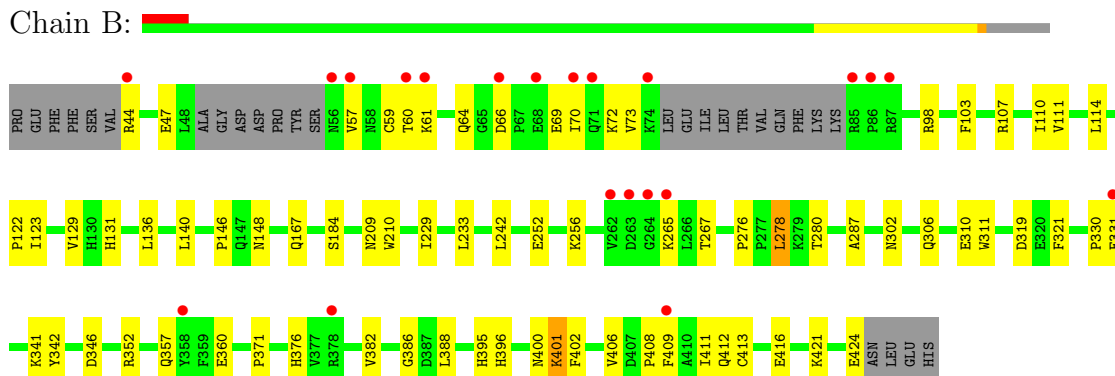 Chain B:
PRO GLU PHE PHE SER VAL R44 E47 L48 ALA GLY ASP ASP PRO TYR SER N56 V57 N58 C59 T60 K61 Q64 G65 D66 P67 E68 E69 I70 Q71 K72 V73 K74 LEU GLU ILE LEU THR VAL GLN PHE LYS LYS R85 P86 R87 R98 F103 R107 I110 V111 L114
P122 I123 V129 H130 H131 L136 L140 P146 Q147 N148 Q167 S184 N209 W210 I229 L233 L242 E252 K256 V262 D263 G264 K265 L266 T267 P276 P277 L278 K279 T280 A287 N302 Q306 E310 W311 D319 E320 F321 P330
K341 Y342 D346 R352 Q357 Y358 F359 E360 P371 H376 V377 R378 V382 G386 D387 L388 H395 H396 N400 K401 F402 V406 D407 P408 F409 A410 I411 Q412 C413 E416 K421 E424 ASN LEU GLU HIS